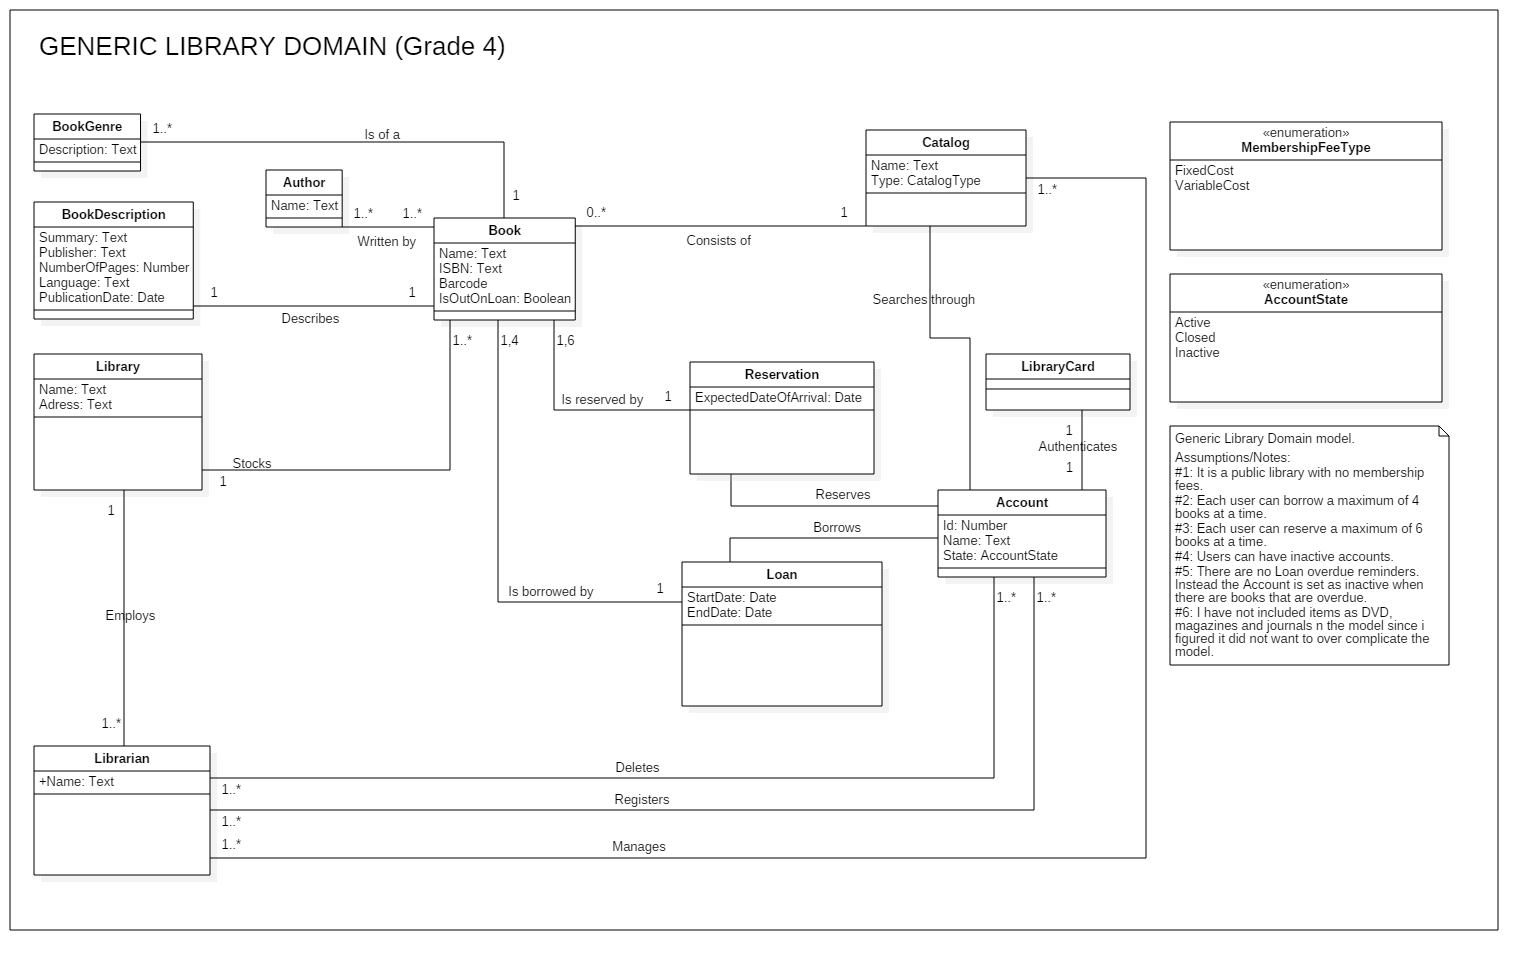 GENERIC LIBRARY DOMAIN (Grade 4)
BookGenre
Description: Text
1..*
Is of a
1
Author
Name: Text
1..*
1..*
Written by
BookDescription
Summary: Text
Publisher: Text
NumberOfPages: Number
Language: Text
PublicationDate: Date
1
1
Describes
Book
Name: Text
ISBN: Text
Barcode
IsOutOnLoan: Boolean
0..*
1
Consists of
Catalog
Name: Text
Type: CatalogType
1..*
Searches through
«enumeration»
MembershipFeeType
FixedCost
VariableCost
«enumeration»
AccountState
Active
Closed
Inactive
Library
Name: Text
Adress: Text
Stocks
1
1..*
1,4
1,6
Is reserved by
1
Reservation
ExpectedDateOfArrival: Date
LibraryCard
1
Authenticates
1
Reserves
Borrows
Account
Id: Number
Name: Text
State: AccountState
1..*
1..*
Is borrowed by
1
Loan
StartDate: Date
EndDate: Date
1
Employs
1..*
Librarian
+Name: Text
Deletes
1..*
Registers
1..*
1..*
Manages
Generic Library Domain model.
Assumptions/Notes:
#1: It is a public library with no membership
fees.
#2: Each user can borrow a maximum of 4
books at a time.
#3: Each user can reserve a maximum of 6
books at a time.
#4: Users can have inactive accounts.
#5: There are no Loan overdue reminders.
Instead the Account is set as inactive when
there are books that are overdue.
#6: I have not included items as DVD,
magazines and journals n the model since i
figured it did not want to over complicate the
model.